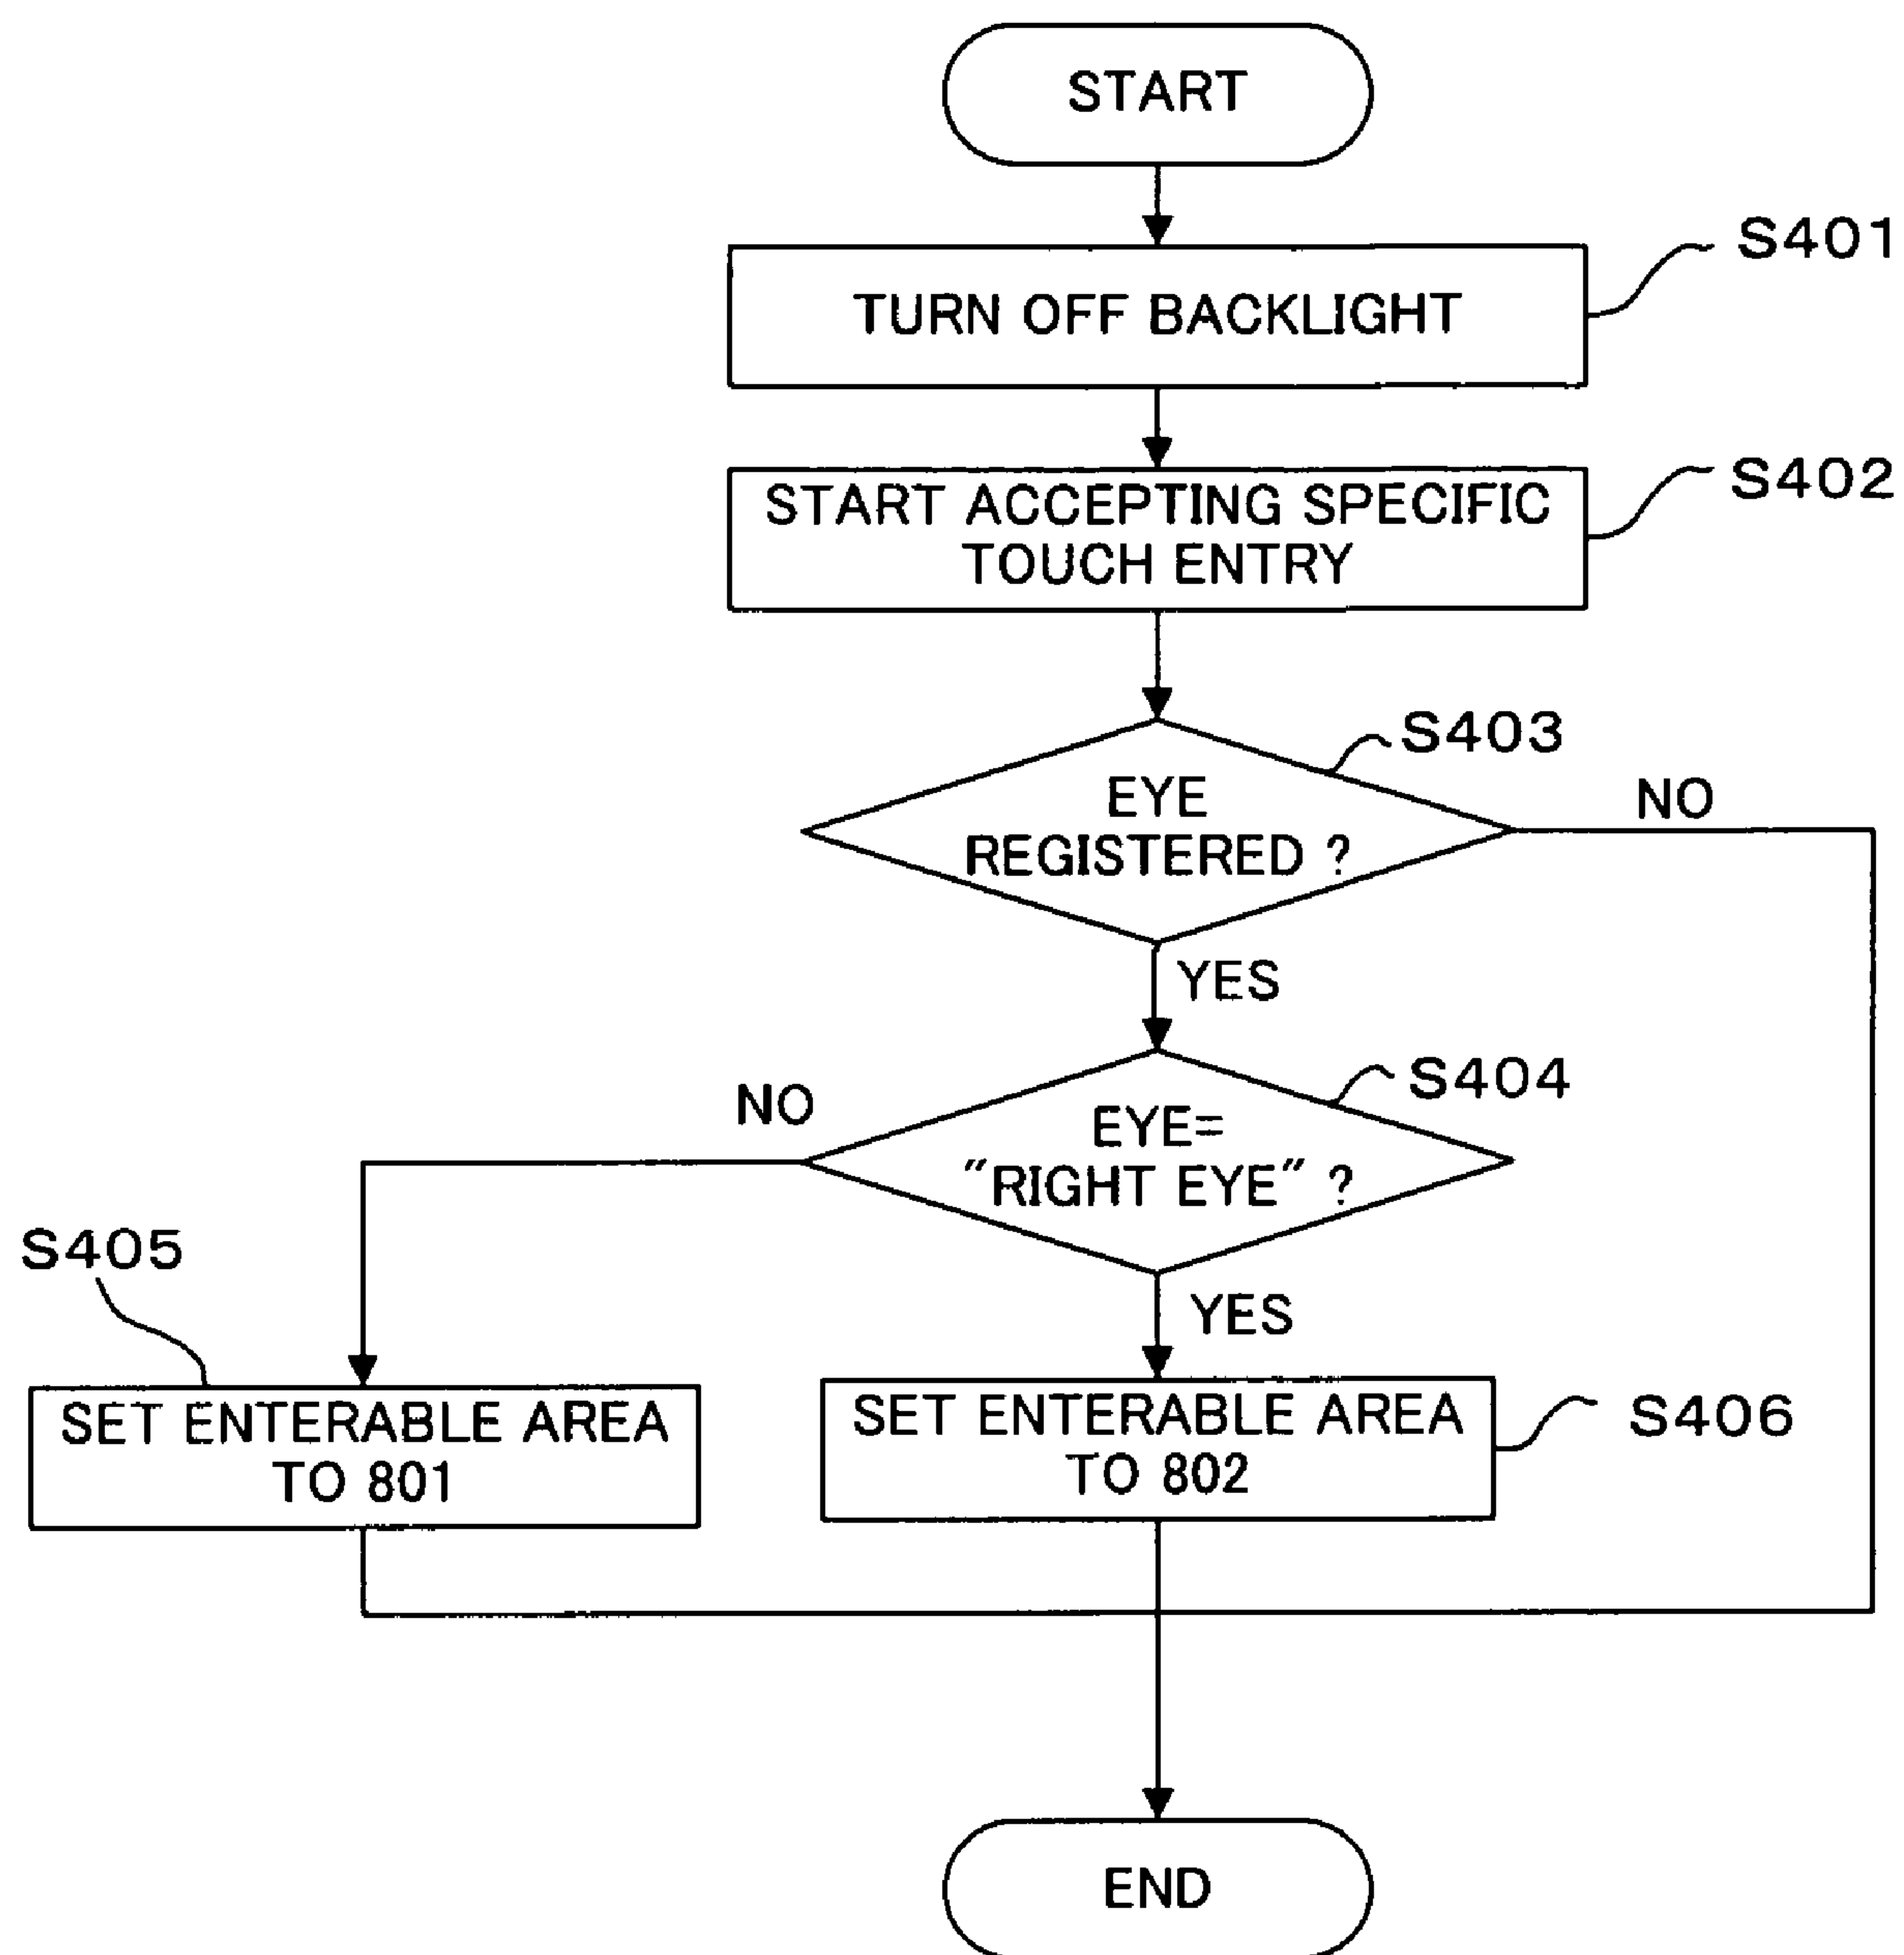 START
S401
TURN OFF BACKLIGHT
S402
START ACCEPTING SPECIFIC
TOUCH ENTRY
S403
EYE
REGISTERED ?
NO
YES
S404
NO
EYE=
"RIGHT EYE" ?
YES
S405
SET ENTERABLE AREA
TO 801
SET ENTERABLE AREA
TO 802
S406
END